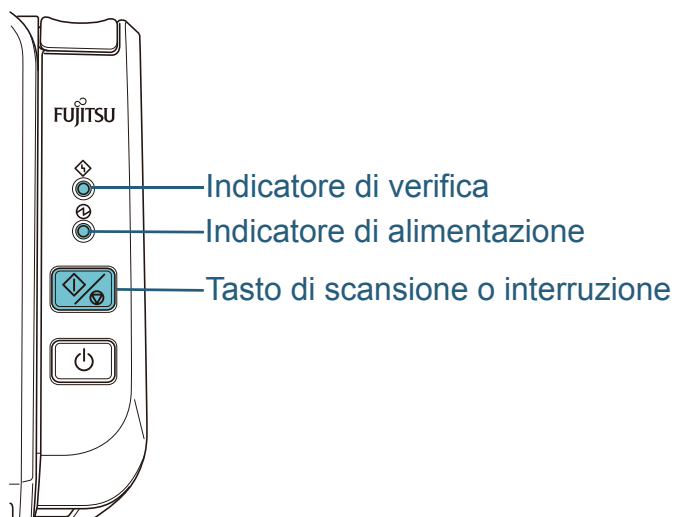 FUJITSU
Indicatore di verifica
Indicatore di alimentazione
Tasto di scansione o interruzione